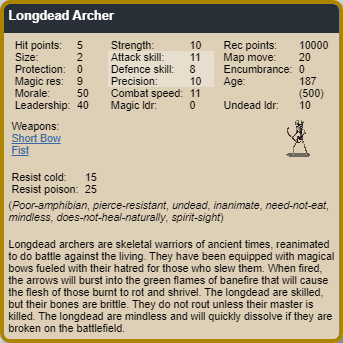 Longdead Archer
Hit points: 5 Strength: 10 Rec points: 10000
Size: 2 Attack skill: 11 Map move: 20
Protection: 0 Defence skill: 8 Encumbrance: 0
Magic res: 9 Precision: 10 Age: 187
Morale: 50 Combat speed: 11 (500)
Leadership: 40 Magic ldr: 0 Undead ldr: 10
Weapons:
Short Bow
Fist
Resist cold: 15
Resist poison: 25
(Poor-amphibian, pierce-resistant, undead, inanimate, need-not-eat,
mindless, does-not-heal-naturally, spirit-sight)
Longdead archers are skeletal warriors of ancient times, reanimated
to do battle against the living. They have been equipped with magical
bows fueled with their hatred for those who slew them. When fired,
the arrows will burst into the green flames of banefire that will cause
the flesh of those burnt to rot and shrivel. The longdead are skilled,
but their bones are brittle. They do not rout unless their master is
killed. The longdead are mindless and will quickly dissolve if they are
broken on the battlefield.